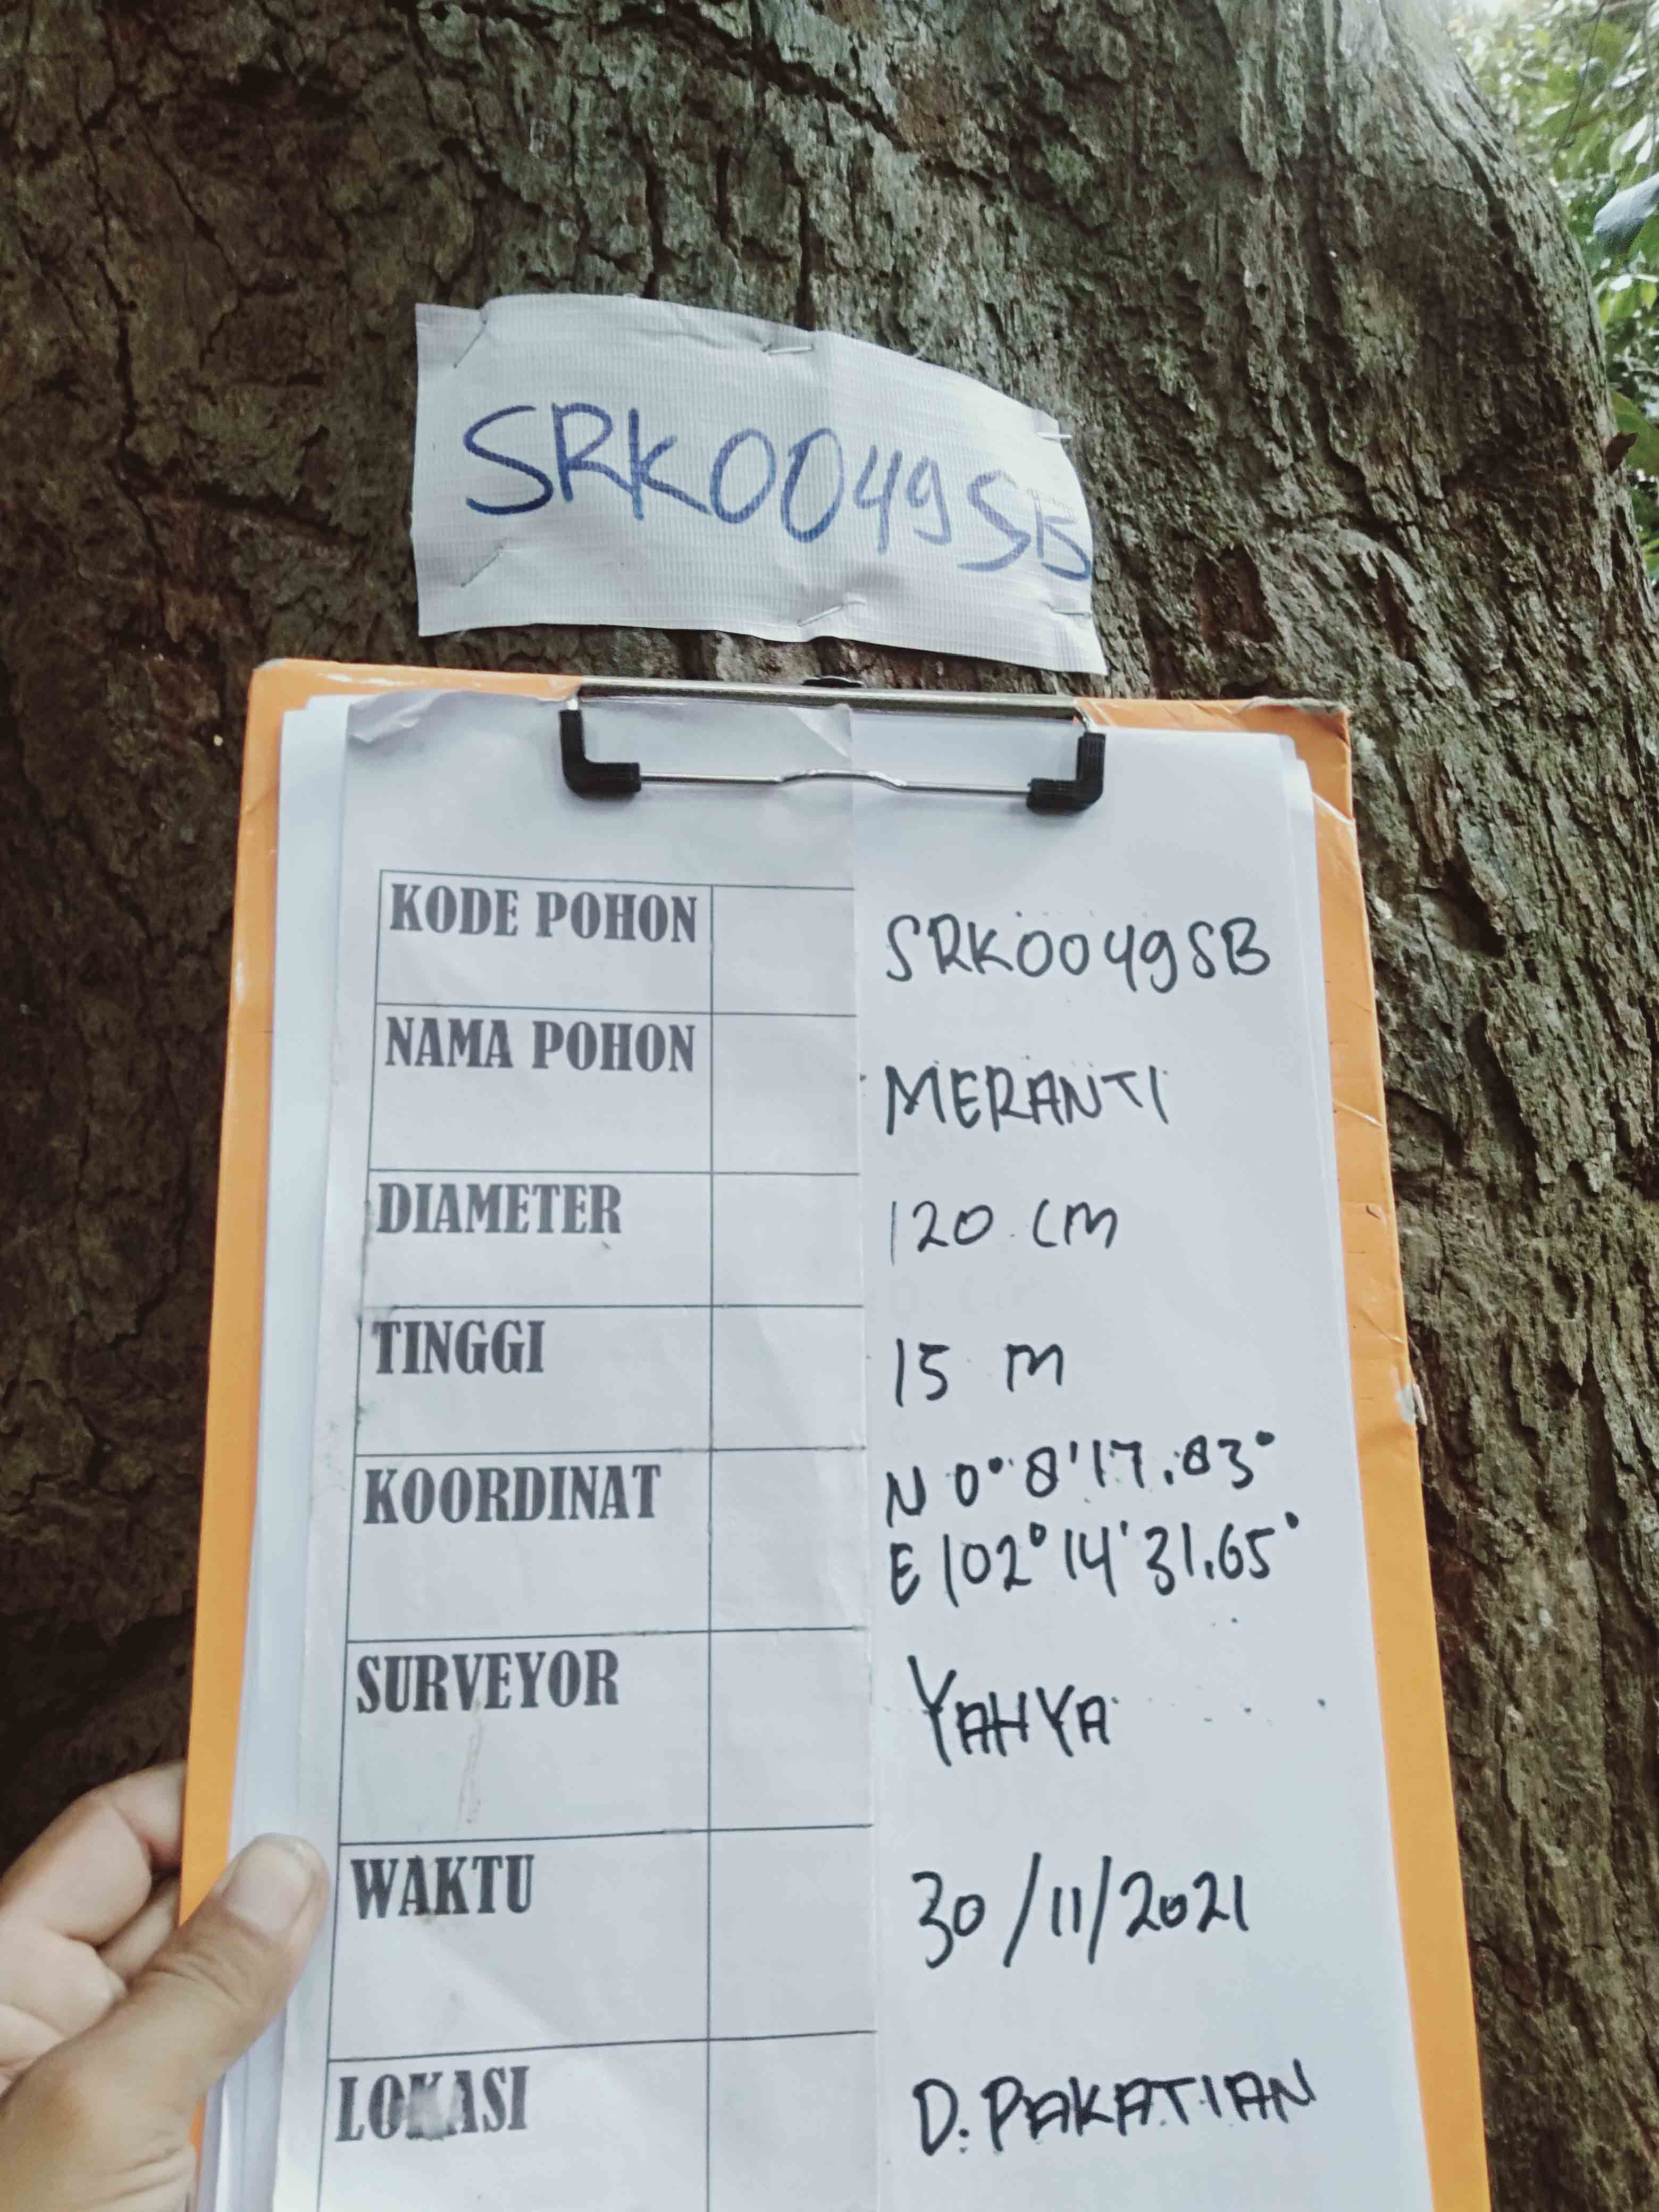 SRK0049SB
KODE POHON SRK0049SB
NAMA POHON MERANTI
DIAMETER 120 CM
TINGGI 15 M
KOORDINAT N 0° 8' 17.83°
E 102° 14' 31.65°
SURVEYOR YAHYA
WAKTU 30/11/2021
LOKASI D. PAKATIAN